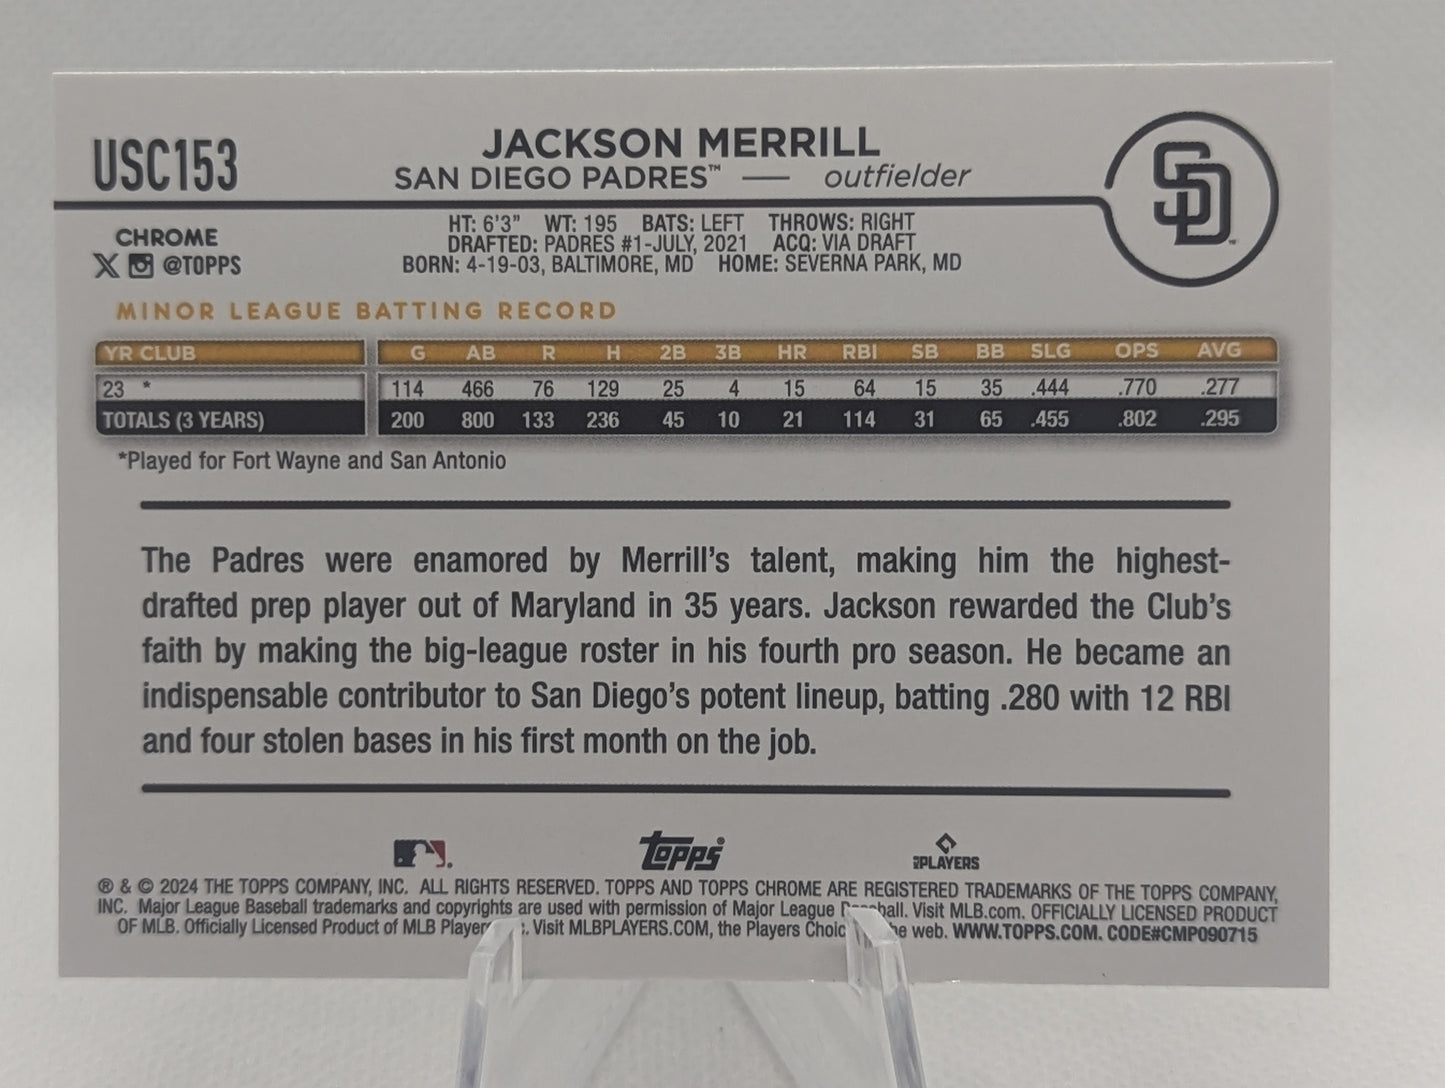 USC153
JACKSON MERRILL
SAN DIEGO PADRES™ — outfielder
SD
CHROME
X @TOPPS
HT: 6'3" WT: 195 BATS: LEFT THROWS: RIGHT
DRAFTED: PADRES #1-JULY, 2021 ACQ: VIA DRAFT
BORN: 4-19-03, BALTIMORE, MD HOME: SEVERNA PARK, MD
MINOR LEAGUE BATTING RECORD
YR CLUB G AB R H 2B 3B HR RBI SB BB SLG OPS AVG
23 * 114 466 76 129 25 4 15 64 15 35 .444 .770 .277
TOTALS (3 YEARS) 200 800 133 236 45 10 21 114 31 65 .455 .802 .295
*Played for Fort Wayne and San Antonio
The Padres were enamored by Merrill's talent, making him the highest-
drafted prep player out of Maryland in 35 years. Jackson rewarded the Club's
faith by making the big-league roster in his fourth pro season. He became an
indispensable contributor to San Diego's potent lineup, batting .280 with 12 RBI
and four stolen bases in his first month on the job.
Topps
PLAYERS
® & © 2024 THE TOPPS COMPANY, INC. ALL RIGHTS RESERVED. TOPPS AND TOPPS CHROME ARE REGISTERED TRADEMARKS OF THE TOPPS COMPANY,
INC. Major League Baseball trademarks and copyrights are used with permission of Major League Baseball. Visit MLB.com. OFFICIALLY LICENSED PRODUCT
OF MLB. Officially Licensed Product of MLB Player Visit MLBPLAYERS.COM, the Players Choic web. WWW.TOPPS.COM. CODE#CMP090715